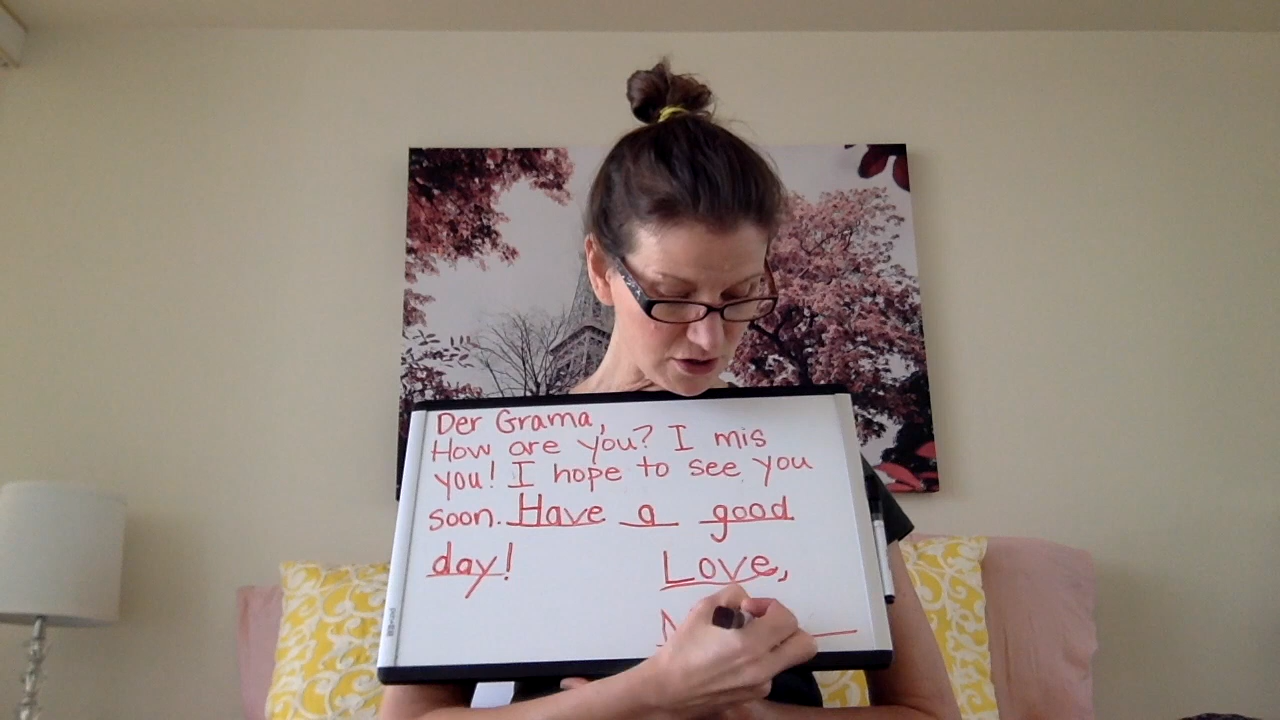 Der Grama,
How are you? I mis
you! I hope to see you
soon. Have a good
day!
Love,